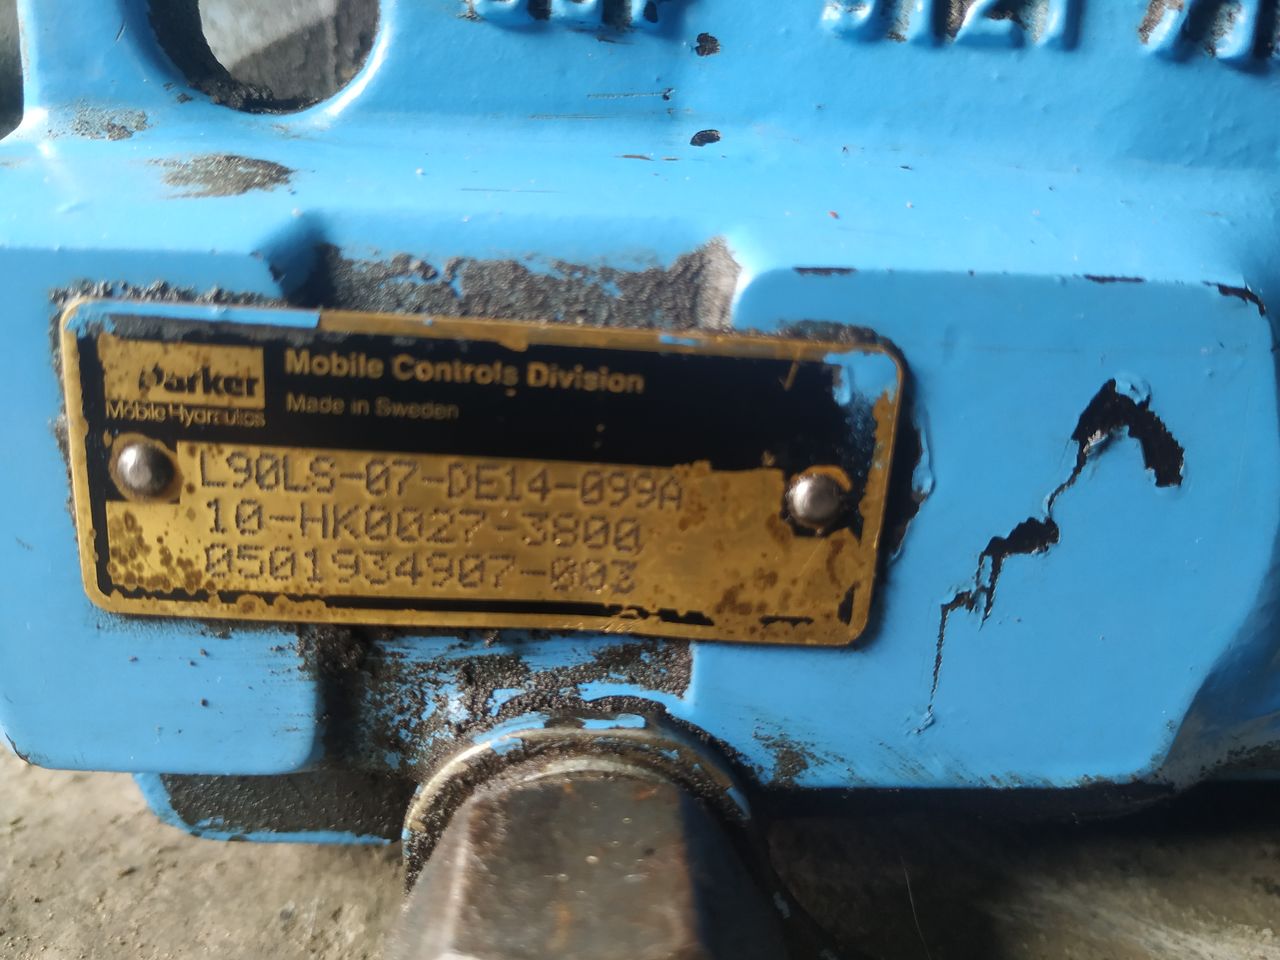 Parker
Mobile Hydraulics
Mobile Controls Division
Made in Sweden
L90LS-07-DE14-099A
10-HK0027-3800
0501934907-003